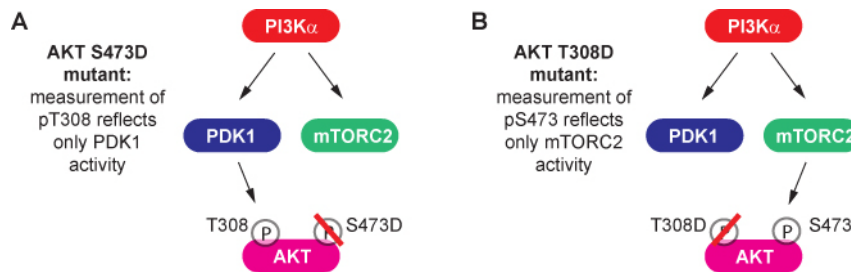 A
AKT S473D
mutant:
measurement of
pT308 reflects
only PDK1
activity
PI3Kα
PDK1
mTORC2
T308
P
P
S473D
AKT
B
AKT T308D
mutant:
measurement of
pS473 reflects
only mTORC2
activity
PI3Kα
PDK1
mTORC2
T308D
P
P
S473
AKT